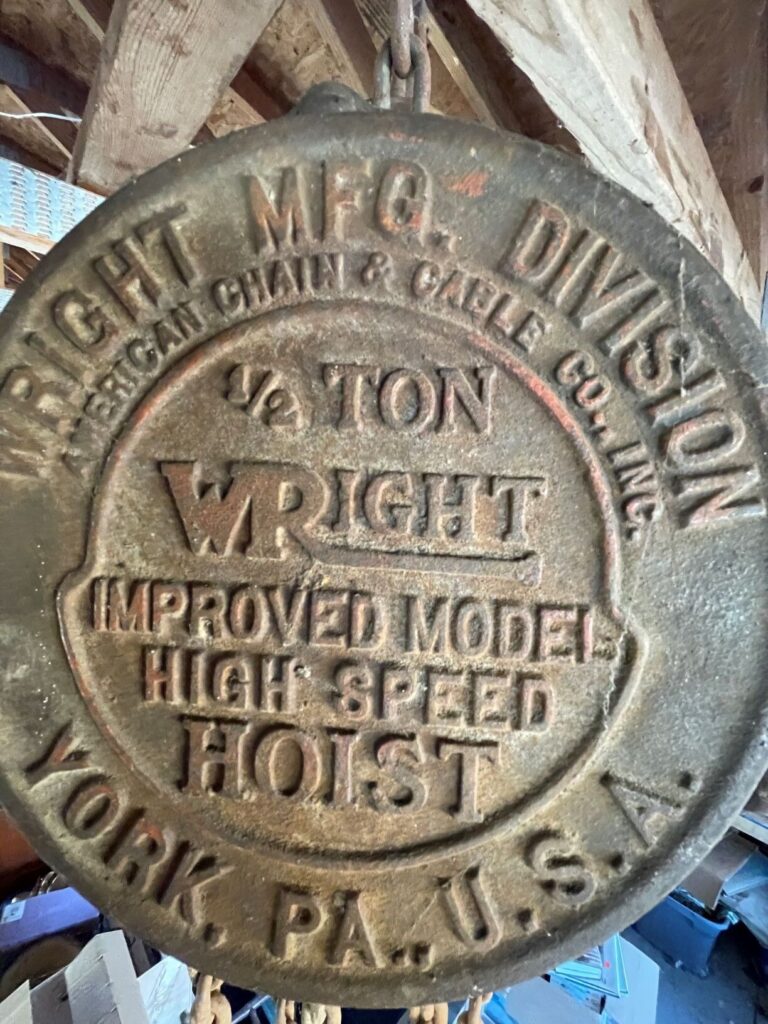 WRIGHT MFG. DIVISION
AMERICAN CHAIN & CABLE CO., INC.
1/2 TON
WRIGHT
IMPROVED MODEL
HIGH SPEED
HOIST
YORK, PA., U.S.A.